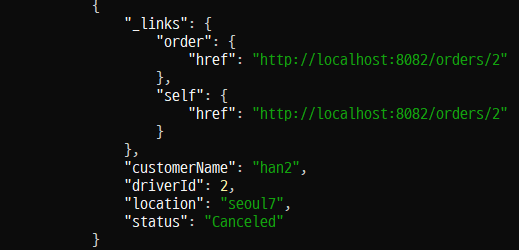 {
"_links": {
"order": {
"href": "http://localhost:8082/orders/2"
},
"self": {
"href": "http://localhost:8082/orders/2"
}
},
"customerName": "han2",
"driverId": 2,
"location": "seoul7",
"status": "Canceled"
}